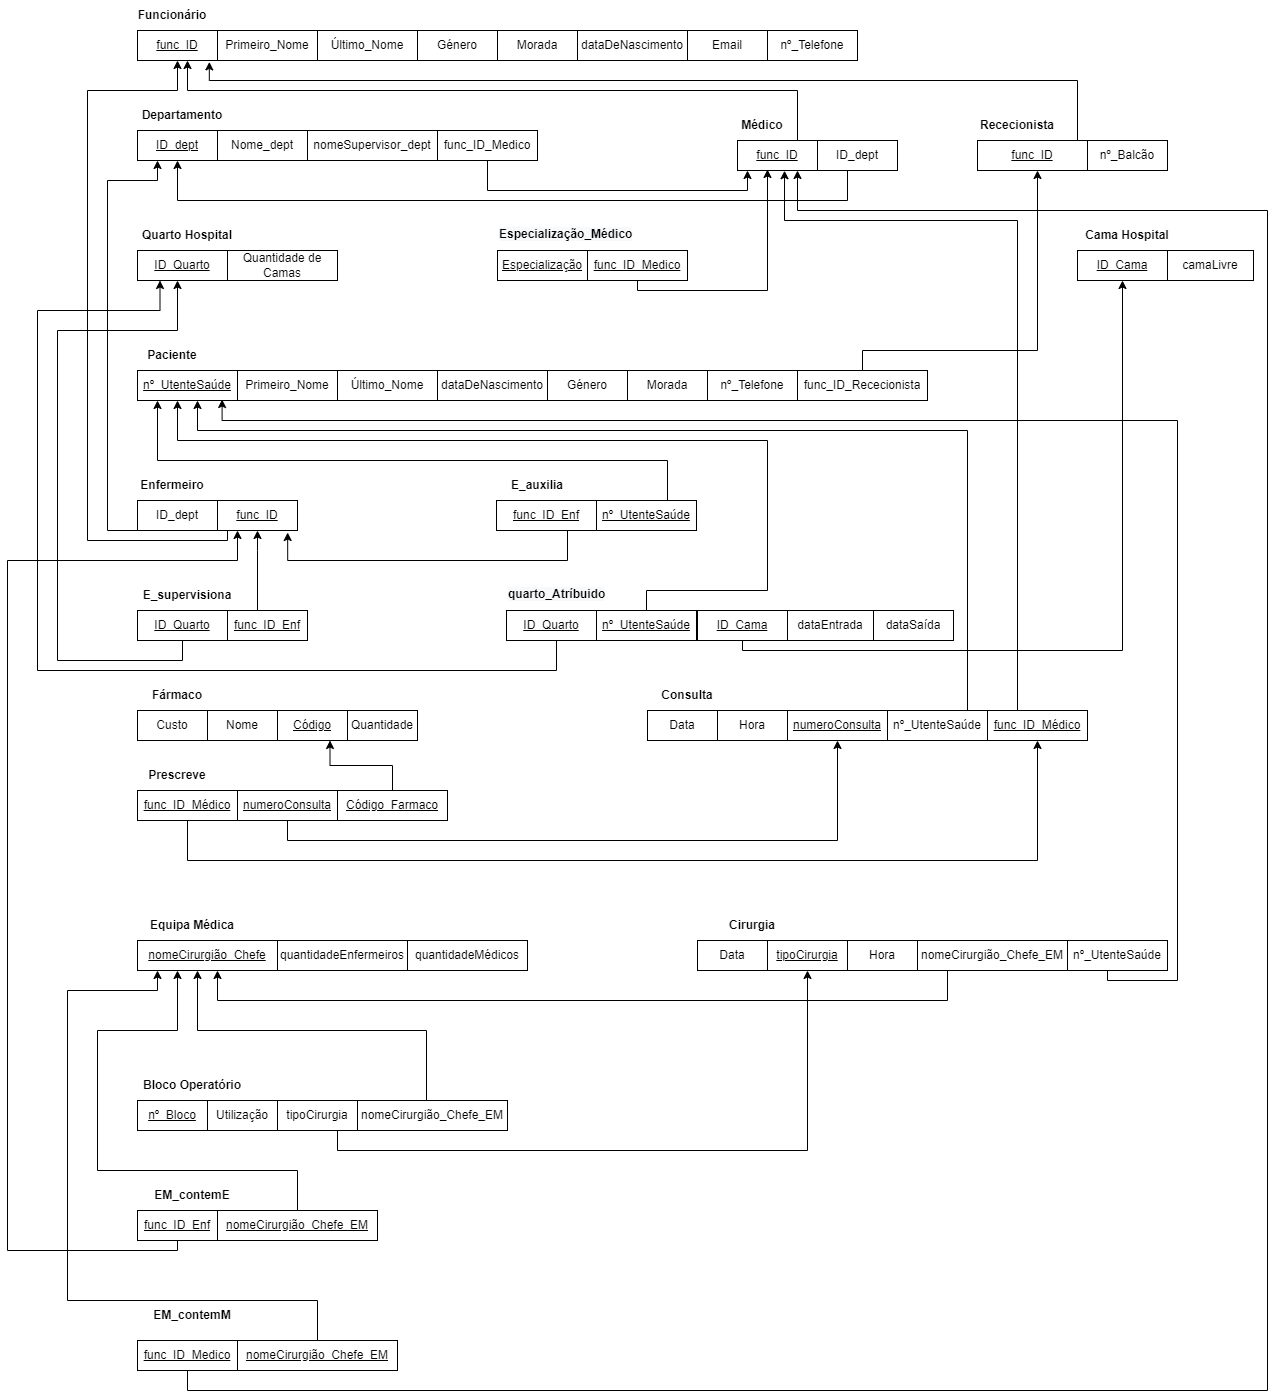 Funcionário
func_ID Primeiro_Nome Último_Nome Género Morada dataDeNascimento Email nº_Telefone
Departamento
ID_dept Nome_dept nomeSupervisor_dept func_ID_Medico
Médico
func_ID ID_dept
Rececionista
func_ID nº_Balcão
Quarto Hospital
ID_Quarto Quantidade de
Camas
Especialização_Médico
Especialização func_ID_Medico
Cama Hospital
ID_Cama camaLivre
Paciente
nº_UtenteSaúde Primeiro_Nome Último_Nome dataDeNascimento Género Morada nº_Telefone func_ID_Rececionista
Enfermeiro
ID_dept func_ID
E_auxilia
func_ID_Enf nº_UtenteSaúde
E_supervisiona
ID_Quarto func_ID_Enf
quarto_Atríbuido
ID_Quarto nº_UtenteSaúde ID_Cama dataEntrada dataSaída
Fármaco
Custo Nome Código Quantidade
Consulta
Data Hora numeroConsulta nº_UtenteSaúde func_ID_Médico
Prescreve
func_ID_Médico numeroConsulta Código_Farmaco
Equipa Médica
nomeCirurgião_Chefe quantidadeEnfermeiros quantidadeMédicos
Cirurgia
Data tipoCirurgia Hora nomeCirurgião_Chefe_EM nº_UtenteSaúde
Bloco Operatório
nº_Bloco Utilização tipoCirurgia nomeCirurgião_Chefe_EM
EM_contemE
func_ID_Enf nomeCirurgião_Chefe_EM
EM_contemM
func_ID_Medico nomeCirurgião_Chefe_EM